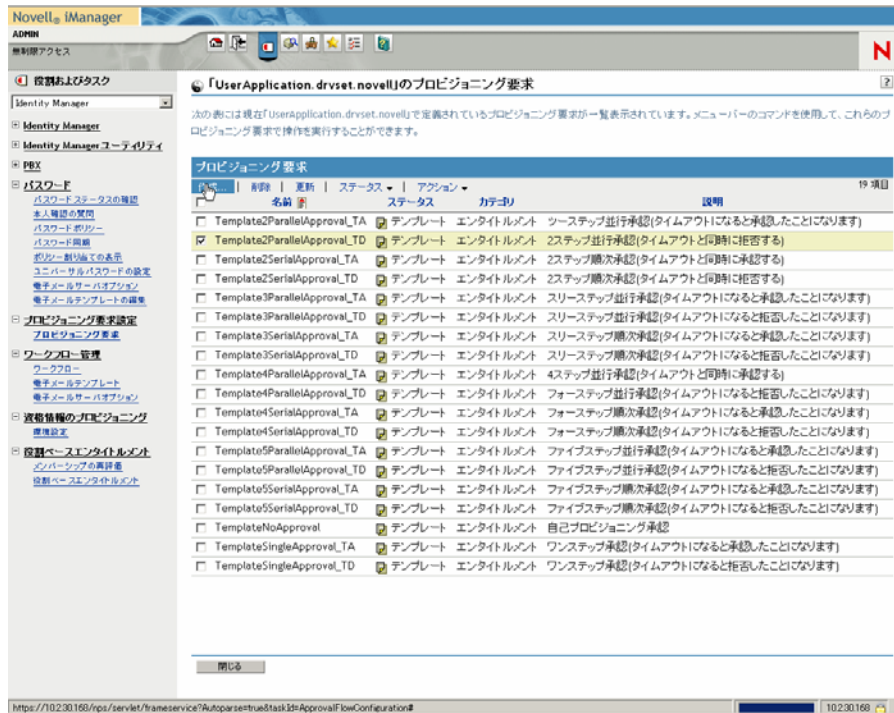 Novell® iManager
ADMIN
無制限アクセス
N
役割およびタスク
Identity Manager
Identity Manager
Identity Manager ユーティリティ
PBX
パスワード
パスワードステータスの確認
本人確認の質問
パスワードポリシー
パスワード同期
ポリシー割り当ての表示
ユニバーサルパスワードの設定
電子メールサーバオプション
電子メールテンプレートの編集
プロビジョニング要求設定
プロビジョニング要求
ワークフロー管理
ワークフロー
電子メールテンプレート
電子メールサーバオプション
資格情報のプロビジョニング
環境設定
役割ベースエンタイトルメント
メンバーシップの再評価
役割ベースエンタイトルメント
「UserApplication.drvset.novell」のプロビジョニング要求
?
次の表には現在「UserApplication.drvset.novell」で定義されているプロビジョニング要求が一覧表示されています。メニューバーのコマンドを使用して、これらのプ
ロビジョニング要求で操作を実行することができます。
プロビジョニング要求
作成... | 削除 | 更新 | ステータス | アクション 19 項目
名前 ステータス カテゴリ 説明
Template2ParallelApproval_TA テンプレート エンタイトルメント ツーステップ並行承認(タイムアウトになると承認したことになります)
Template2ParallelApproval_TD テンプレート エンタイトルメント 2ステップ並行承認(タイムアウトと同時に拒否する)
Template2SerialApproval_TA テンプレート エンタイトルメント 2ステップ順次承認(タイムアウトと同時に承認する)
Template2SerialApproval_TD テンプレート エンタイトルメント 2ステップ順次承認(タイムアウトと同時に拒否する)
Template3ParallelApproval_TA テンプレート エンタイトルメント スリーステップ並行承認(タイムアウトになると承認したことになります)
Template3ParallelApproval_TD テンプレート エンタイトルメント スリーステップ並行承認(タイムアウトになると拒否したことになります)
Template3SerialApproval_TA テンプレート エンタイトルメント スリーステップ順次承認(タイムアウトになると承認したことになります)
Template3SerialApproval_TD テンプレート エンタイトルメント スリーステップ順次承認(タイムアウトになると拒否したことになります)
Template4ParallelApproval_TA テンプレート エンタイトルメント 4ステップ並行承認(タイムアウトと同時に承認する)
Template4ParallelApproval_TD テンプレート エンタイトルメント フォーステップ並行承認(タイムアウトになると拒否したことになります)
Template4SerialApproval_TA テンプレート エンタイトルメント フォーステップ順次承認(タイムアウトになると承認したことになります)
Template4SerialApproval_TD テンプレート エンタイトルメント フォーステップ順次承認(タイムアウトになると拒否したことになります)
Template5ParallelApproval_TA テンプレート エンタイトルメント ファイブステップ並行承認(タイムアウトになると承認したことになります)
Template5ParallelApproval_TD テンプレート エンタイトルメント ファイブステップ並行承認(タイムアウトになると拒否したことになります)
Template5SerialApproval_TA テンプレート エンタイトルメント ファイブステップ順次承認(タイムアウトになると承認したことになります)
Template5SerialApproval_TD テンプレート エンタイトルメント ファイブステップ順次承認(タイムアウトになると拒否したことになります)
TemplateNoApproval テンプレート エンタイトルメント 自己プロビジョニング承認
TemplateSingleApproval_TA テンプレート エンタイトルメント ワンステップ承認(タイムアウトになると承認したことになります)
TemplateSingleApproval_TD テンプレート エンタイトルメント ワンステップ承認(タイムアウトになると拒否したことになります)
閉じる
https://10.2.30.168/nps/servlet/frameservice?Autoparse=true&taskId=ApprovalFlowConfiguration# 10.2.30.168